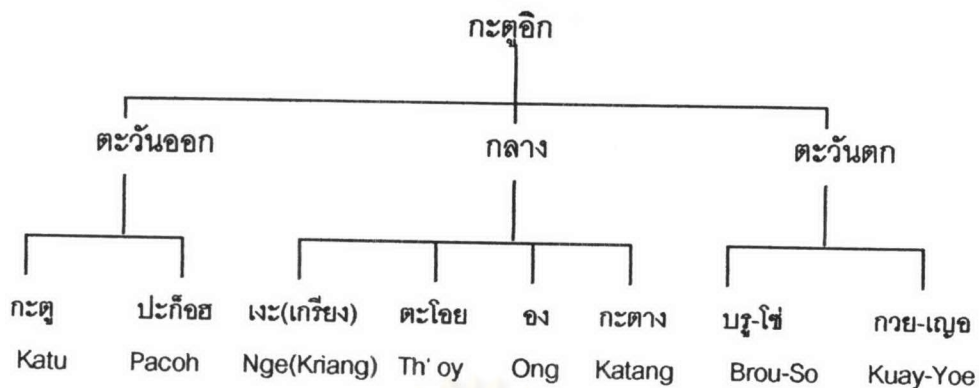 กะตูอิก
ตะวันออก กลาง ตะวันตก
กะตู ปะก็อฮ เงะ(เกรียง) ตะโอย อง กะตาง บรู-โซ่ กวย-เญอ
Katu Pacoh Nge(Kriang) Th' oy Ong Katang Brou-So Kuay-Yoe